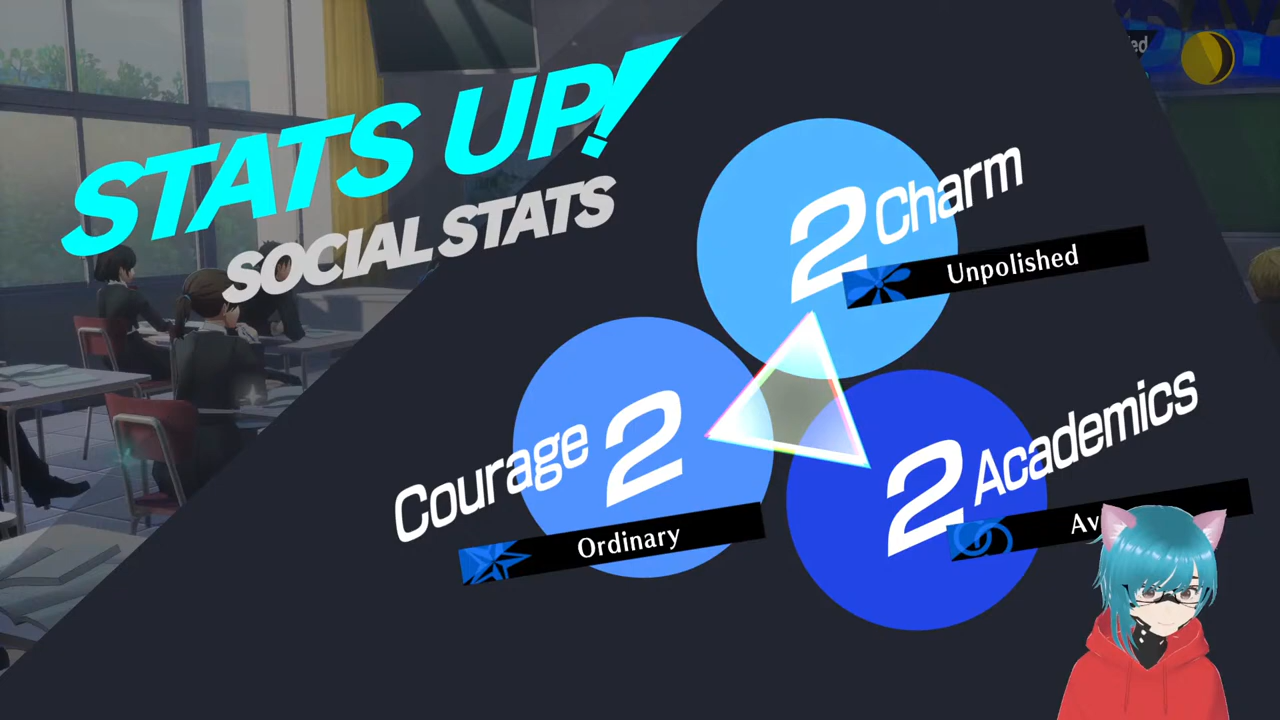 STATS UP!
SOCIAL STATS
2 Charm
Unpolished
Courage 2
Ordinary
2 Academics